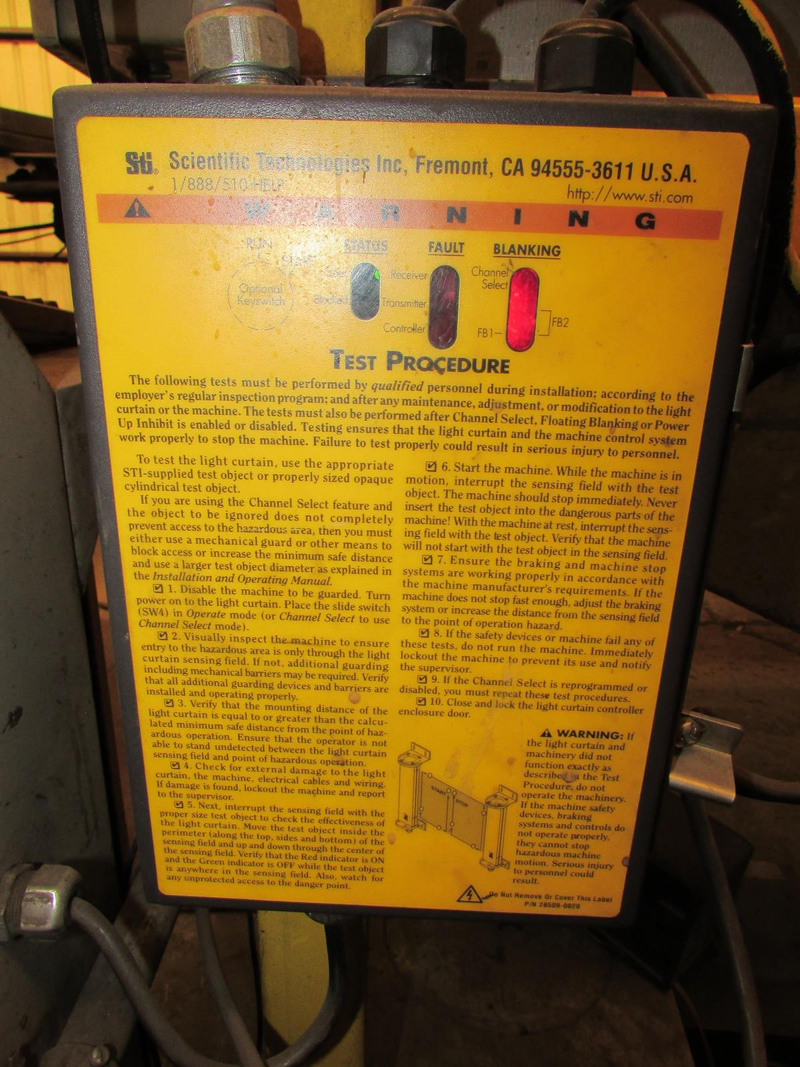 Sti. Scientific Technologies Inc, Fremont, CA 94555-3611 U.S.A.
1/888/510-HELP
http://www.sti.com
WARNING
RUN
STATUS FAULT BLANKING
Optional
Keyswitch
Blocked
Receiver
Transmitter
Controller
Channel
Select
FB1
FB2
TEST PROCEDURE
The following tests must be performed by qualified personnel during installation; according to the
employer's regular inspection program; and after any maintenance, adjustment, or modification to the light
curtain or the machine. The tests must also be performed after Channel Select, Floating Blanking or Power
Up Inhibit is enabled or disabled. Testing ensures that the light curtain and the machine control system
work properly to stop the machine. Failure to test properly could result in serious injury to personnel.
To test the light curtain, use the appropriate
STI-supplied test object or properly sized opaque
cylindrical test object.
If you are using the Channel Select feature and
the object to be ignored does not completely
prevent access to the hazardous area, then you must
either use a mechanical guard or other means to
block access or increase the minimum safe distance
and use a larger test object diameter as explained in
the Installation and Operating Manual.
☑ 1. Disable the machine to be guarded. Turn
power on to the light curtain. Place the slide switch
(SW4) in Operate mode (or Channel Select to use
Channel Select mode).
☑ 2. Visually inspect the machine to ensure
entry to the hazardous area is only through the light
curtain sensing field. If not, additional guarding
including mechanical barriers may be required. Verify
that all additional guarding devices and barriers are
installed and operating properly.
☑ 3. Verify that the mounting distance of the
light curtain is equal to or greater than the calcu-
lated minimum safe distance from the point of haz-
ardous operation. Ensure that the operator is not
able to stand undetected between the light curtain
sensing field and point of hazardous operation.
☑ 4. Check for external damage to the light
curtain, the machine, electrical cables and wiring.
If damage is found, lockout the machine and report
to the supervisor.
☑ 5. Next, interrupt the sensing field with the
proper size test object to check the effectiveness of
the light curtain. Move the test object inside the
perimeter (along the top, sides and bottom) of the
sensing field and up and down through the center of
the sensing field. Verify that the Red indicator is ON
and the Green indicator is OFF while the test object
is anywhere in the sensing field. Also, watch for
any unprotected access to the danger point.
☑ 6. Start the machine. While the machine is in
motion, interrupt the sensing field with the test
object. The machine should stop immediately. Never
insert the test object into the dangerous parts of the
machine! With the machine at rest, interrupt the sens-
ing field with the test object. Verify that the machine
will not start with the test object in the sensing field.
☑ 7. Ensure the braking and machine stop
systems are working properly in accordance with
the machine manufacturer's requirements. If the
machine does not stop fast enough, adjust the braking
system or increase the distance from the sensing field
to the point of operation hazard.
☑ 8. If the safety devices or machine fail any of
these tests, do not run the machine. Immediately
lockout the machine to prevent its use and notify
the supervisor.
☑ 9. If the Channel Select is reprogrammed or
disabled, you must repeat these test procedures.
☑ 10. Close and lock the light curtain controller
enclosure door.
START STOP
⚠ WARNING: If
the light curtain and
machinery did not
function exactly as
described in the Test
Procedure, do not
operate the machinery.
If the machine safety
devices, braking
systems and controls do
not operate properly,
they cannot stop
hazardous machine
motion. Serious injury
to personnel could
result.
Do Not Remove Or Cover This Label
P/N 28509-0020